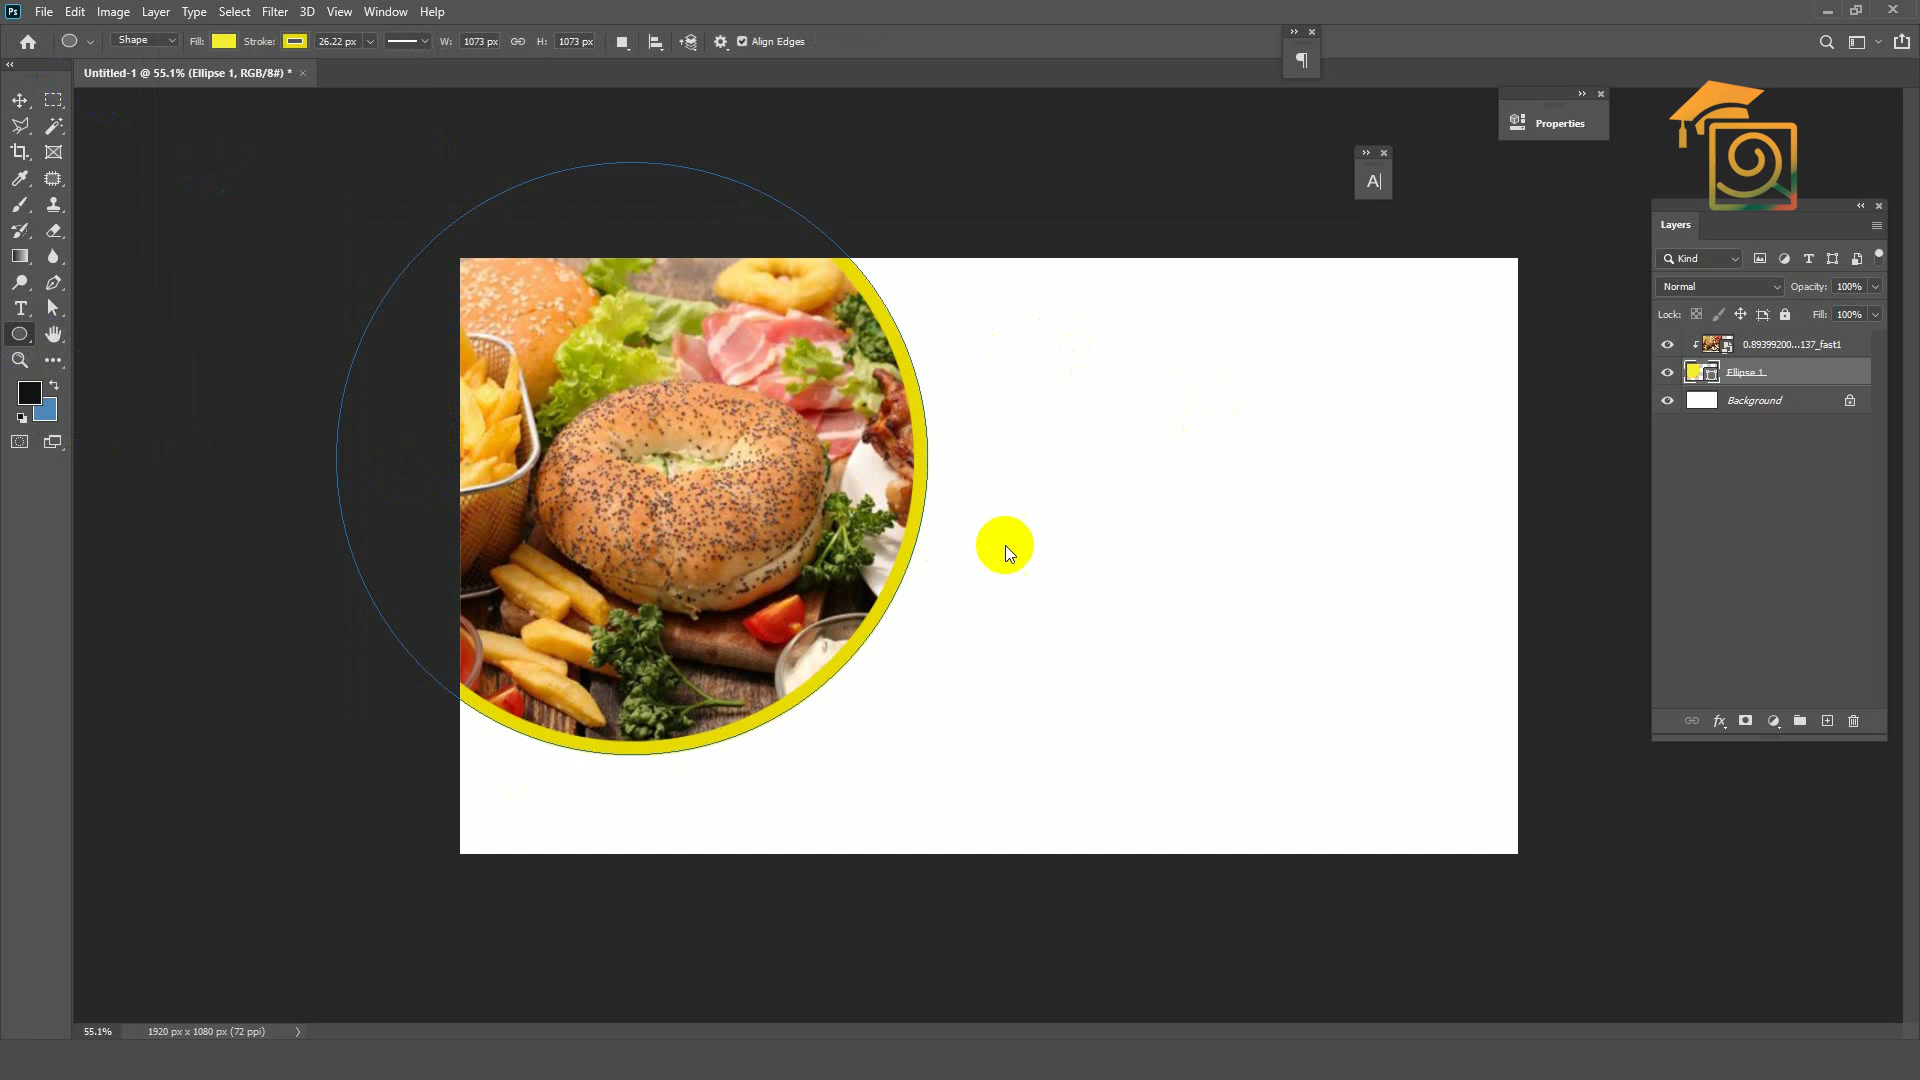 Ps File Edit Image Layer Type Select Filter 3D View Window Help
Shape Fill: Stroke: 26.22 px W: 1073 px H: 1073 px Align Edges
Untitled-1 @ 55.1% (Ellipse 1, RGB/8#) *
Properties
A
Layers
Kind
Normal Opacity: 100%
Lock: Fill: 100%
0.89399200...137_fast1
Ellipse 1
Background
fx
55.1% 1920 px x 1080 px (72 ppi)